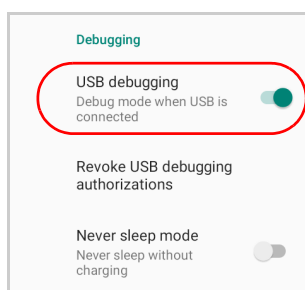 Debugging
USB debugging
Debug mode when USB is
connected
Revoke USB debugging
authorizations
Never sleep mode
Never sleep without
charging